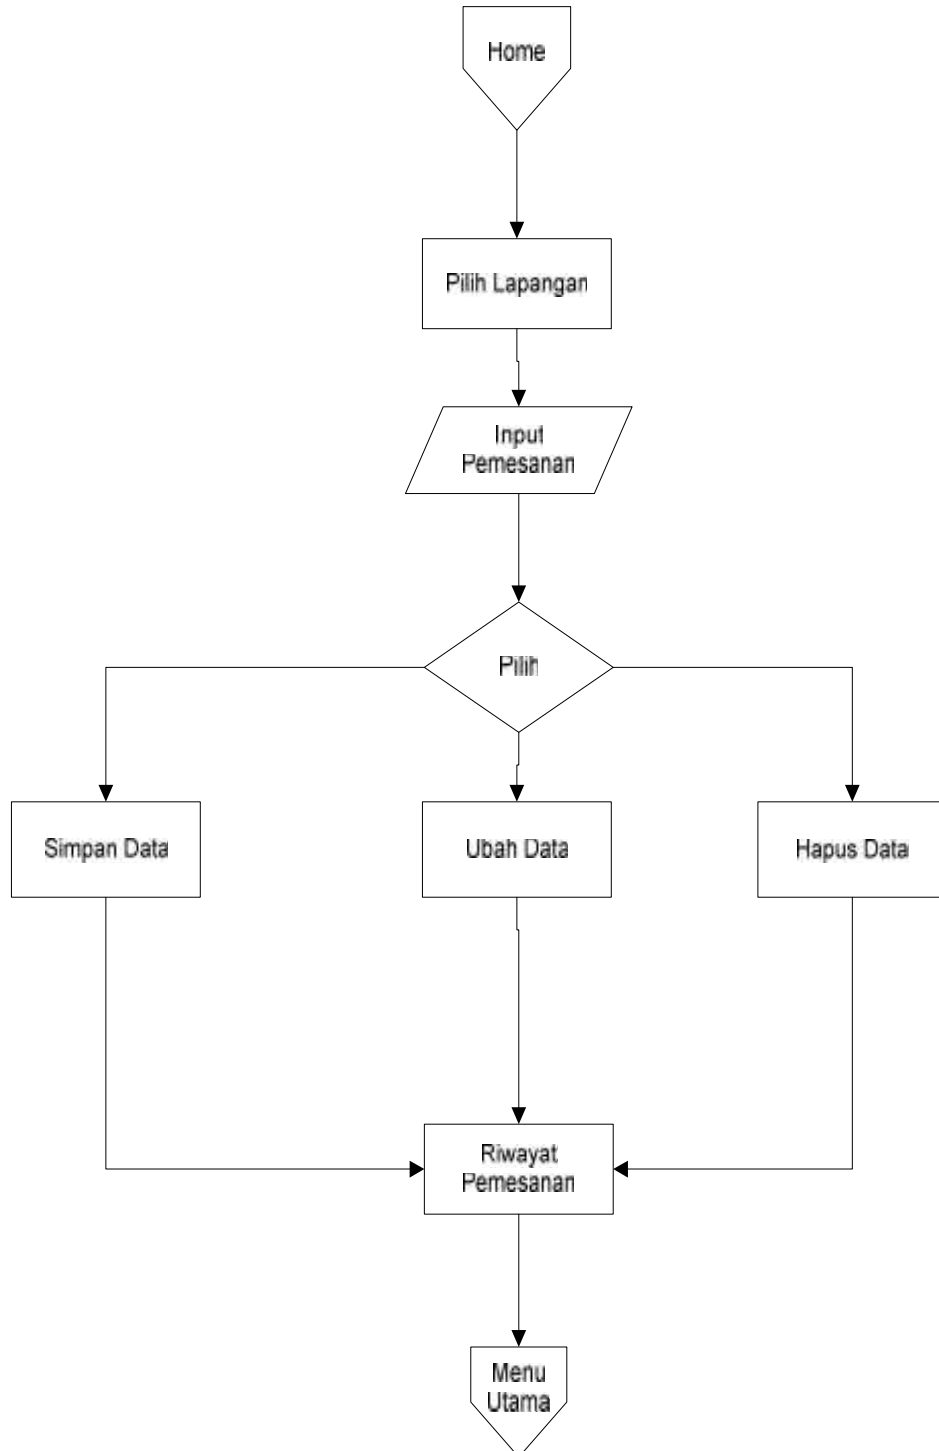 Home
Pilih Lapangan
Input
Pemesanan
Pilih
Simpan Data
Ubah Data
Hapus Data
Riwayat
Pemesanan
Menu
Utama